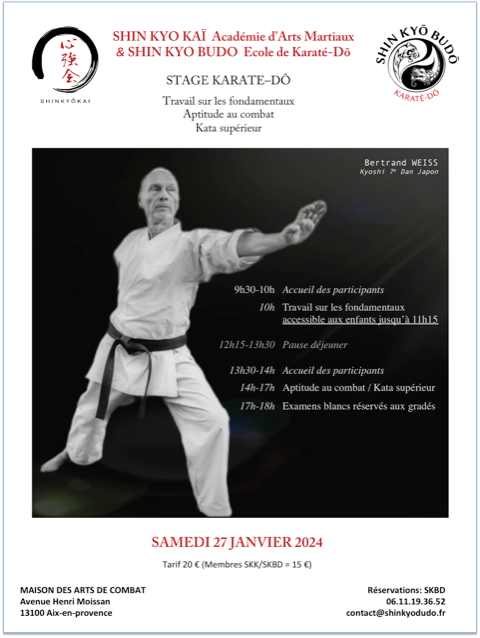 SHIN KYO KAÏ Académie d'Arts Martiaux
& SHIN KYO BUDO Ecole de Karaté-Dō
心強会
SHINKYŌKAI
SHIN KYŌ BUDŌ
KARATÉ-DŌ
STAGE KARATE–DŌ
Travail sur les fondamentaux
Aptitude au combat
Kata supérieur
Bertrand WEISS
Kyoshi 7e Dan Japon
9h30-10h Accueil des participants
10h Travail sur les fondamentaux
accessible aux enfants jusqu'à 11h15
12h15-13h30 Pause déjeuner
13h30-14h Accueil des participants
14h-17h Aptitude au combat / Kata supérieur
17h-18h Examens blancs réservés aux gradés
SAMEDI 27 JANVIER 2024
Tarif 20 € (Membres SKK/SKBD = 15 €)
MAISON DES ARTS DE COMBAT
Avenue Henri Moissan
13100 Aix-en-provence
Réservations: SKBD
06.11.19.36.52
contact@shinkyodudo.fr